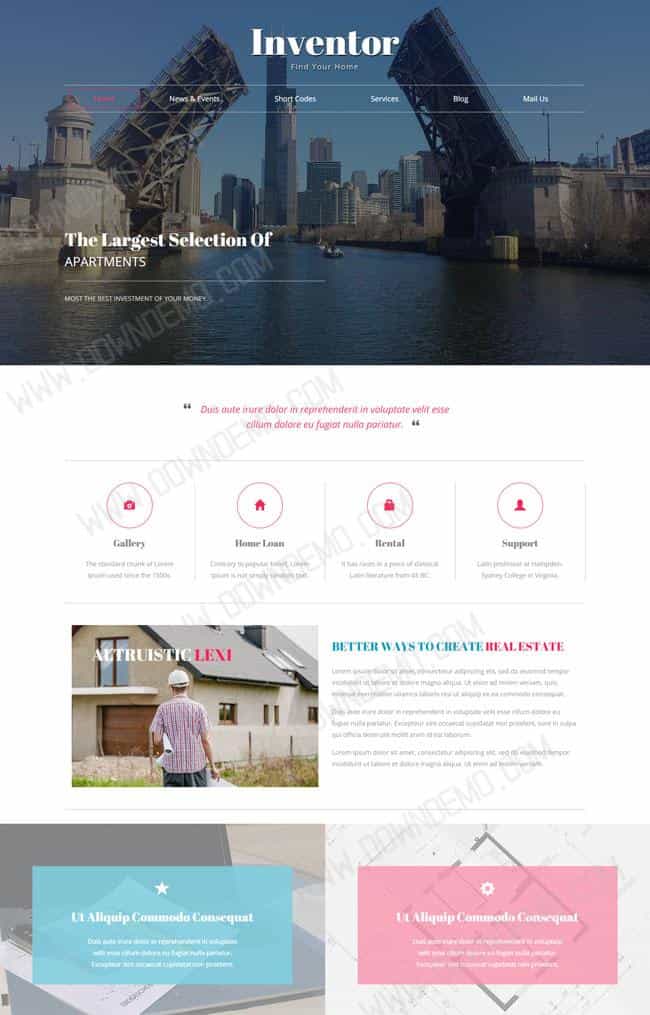 Inventor
Find Your Home
Home
News & Events
Short Codes
Services
Blog
Mail Us
The Largest Selection Of
APARTMENTS
MOST THE BEST INVESTMENT OF YOUR MONEY.
❝ Duis aute irure dolor in reprehenderit in voluptate velit esse
cillum dolore eu fugiat nulla pariatur. ❝
Gallery
The standard chunk of Lorem
Ipsum used since the 1500s.
Home Loan
Contrary to popular belief, Lorem
Ipsum is not simply random text.
Rental
It has roots in a piece of classical
Latin literature from 45 BC.
Support
Latin professor at Hampden-
Sydney College in Virginia.
ALTRUISTIC LEXI
BETTER WAYS TO CREATE REAL ESTATE
Lorem ipsum dolor sit amet, consectetur adipiscing elit, sed do eiusmod tempor
incididunt ut labore et dolore magna aliqua. Ut enim ad minim veniam, quis
nostrud exercitation ullamco laboris nisi ut aliquip ex ea commodo consequat.
Duis aute irure dolor in reprehenderit in voluptate velit esse cillum dolore eu
fugiat nulla pariatur. Excepteur sint occaecat cupidatat non proident, sunt in culpa
qui officia deserunt mollit anim id est laborum.
Lorem ipsum dolor sit amet, consectetur adipiscing elit, sed do eiusmod tempor
incididunt ut labore et dolore magna aliqua. Ut enim ad minim veniam.
Ut Aliquip Commodo Consequat
Duis aute irure dolor in reprehenderit in voluptate
velit esse cillum dolore eu fugiat nulla pariatur.
Excepteur sint occaecat cupidatat non proident.
Ut Aliquip Commodo Consequat
Duis aute irure dolor in reprehenderit in voluptate
velit esse cillum dolore eu fugiat nulla pariatur.
Excepteur sint occaecat cupidatat non proident.
WWW.DOWNDEMO.COM